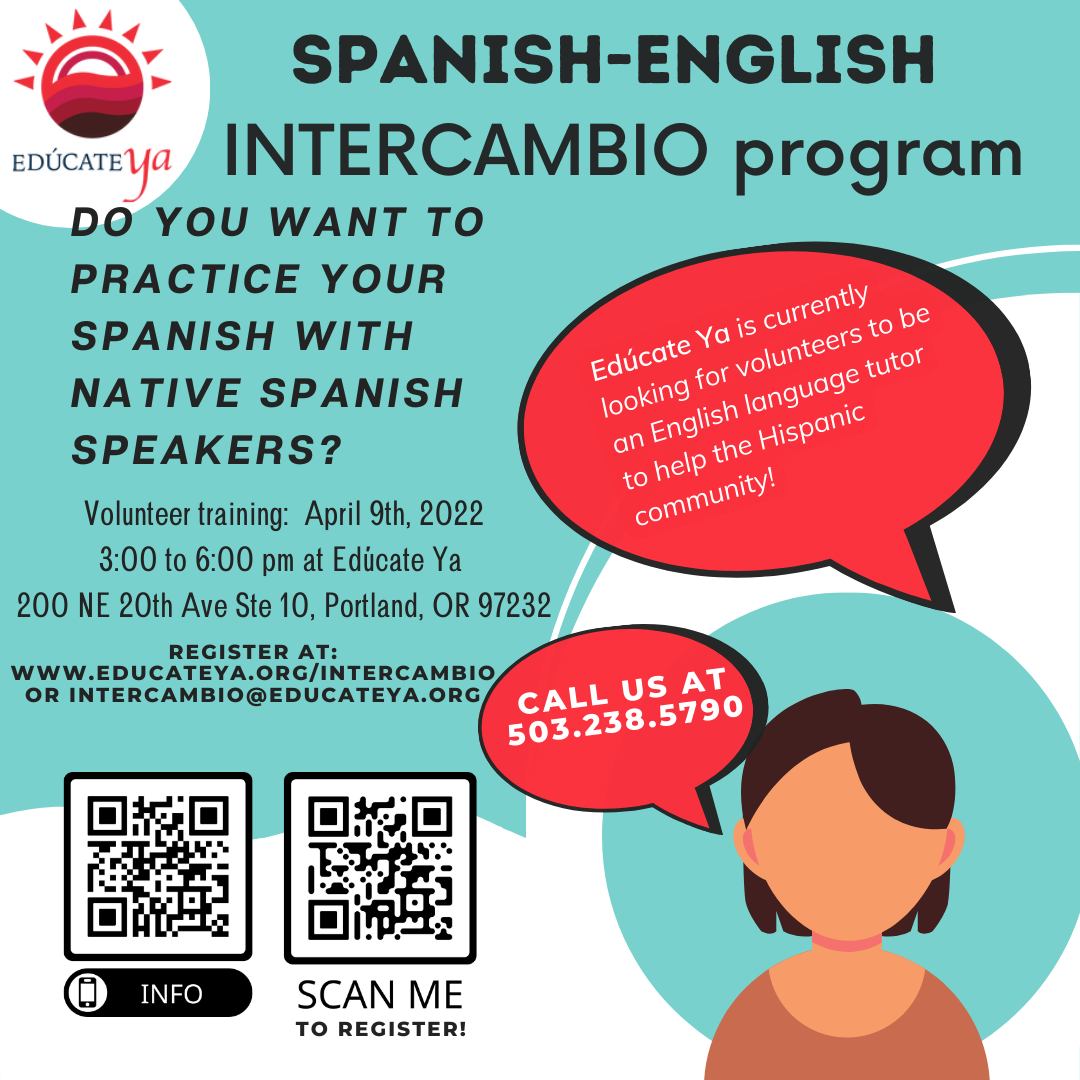 EDÚCATE ya
SPANISH-ENGLISH
INTERCAMBIO program
DO YOU WANT TO
PRACTICE YOUR
SPANISH WITH
NATIVE SPANISH
SPEAKERS?
Edúcate Ya is currently
looking for volunteers to be
an English language tutor
to help the Hispanic
community!
Volunteer training: April 9th, 2022
3:00 to 6:00 pm at Edúcate Ya
200 NE 20th Ave Ste 10, Portland, OR 97232
REGISTER AT:
WWW.EDUCATEYA.ORG/INTERCAMBIO
OR INTERCAMBIO@EDUCATEYA.ORG
CALL US AT
503.238.5790
INFO
SCAN ME
TO REGISTER!